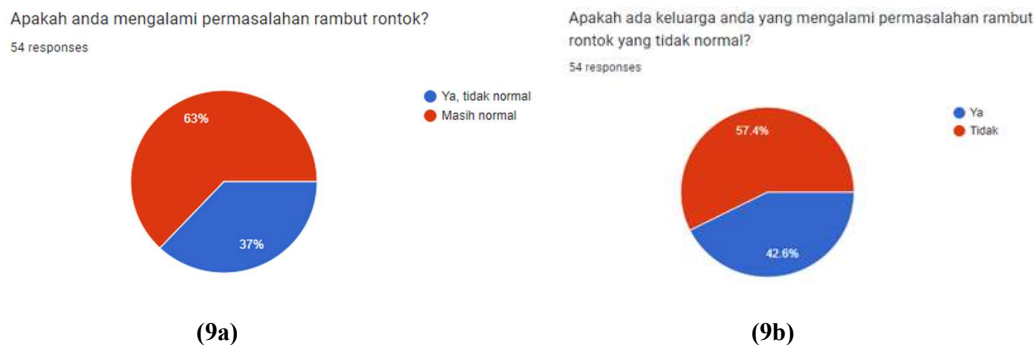 Apakah anda mengalami permasalahan rambut rontok?
54 responses
Ya, tidak normal
Masih normal
63%
37%
(9a)
Apakah ada keluarga anda yang mengalami permasalahan rambut
rontok yang tidak normal?
54 responses
Ya
Tidak
57.4%
42.6%
(9b)